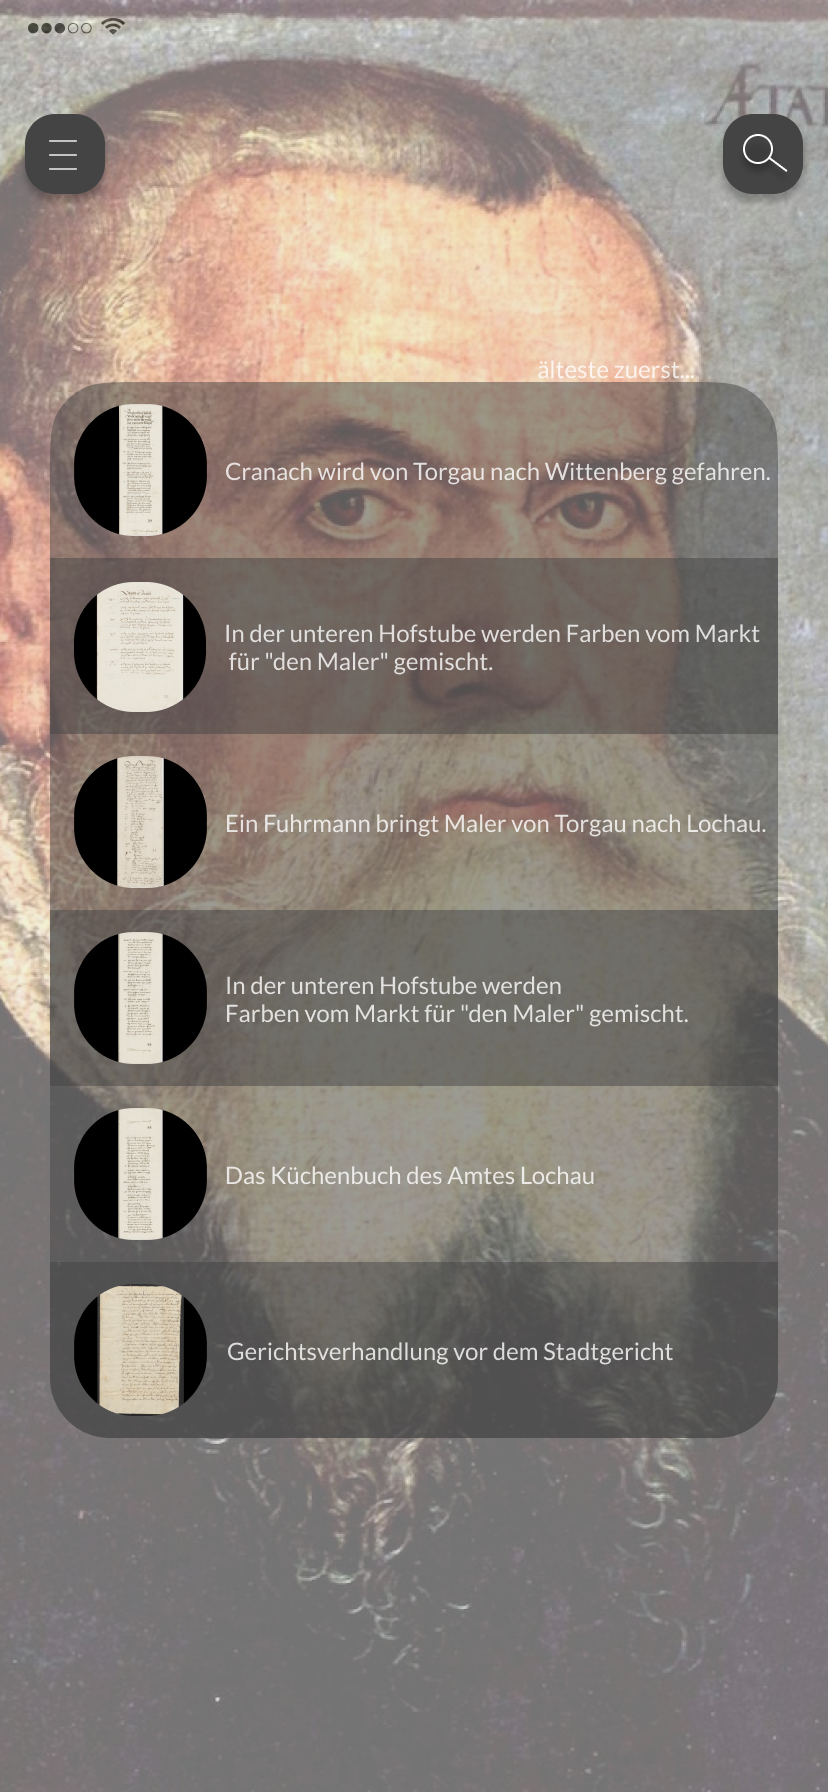 ÆTAT
älteste zuerst...
Cranach wird von Torgau nach Wittenberg gefahren.
In der unteren Hofstube werden Farben vom Markt
für "den Maler" gemischt.
Ein Fuhrmann bringt Maler von Torgau nach Lochau.
In der unteren Hofstube werden
Farben vom Markt für "den Maler" gemischt.
Das Küchenbuch des Amtes Lochau
Gerichtsverhandlung vor dem Stadtgericht